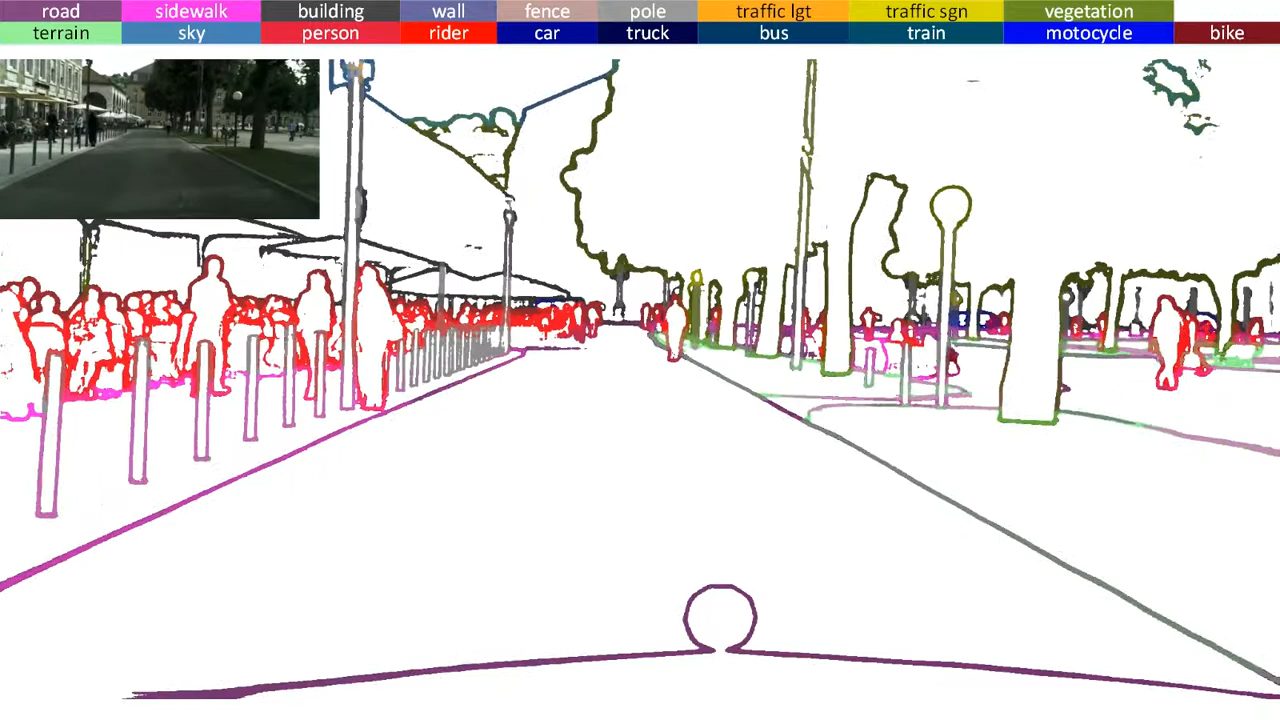 road sidewalk building wall fence pole traffic lgt traffic sgn vegetation
terrain sky person rider car truck bus train motocycle bike